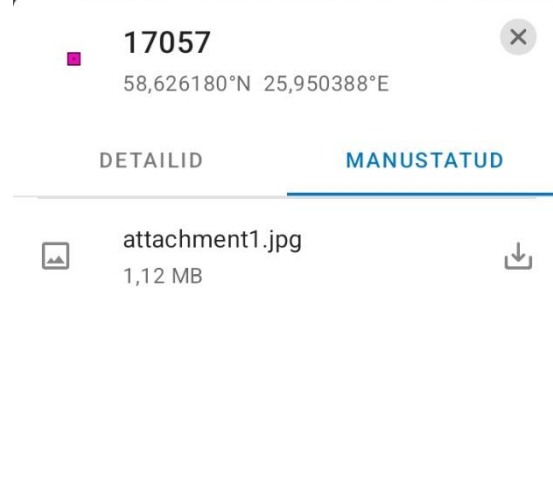 17057
58,626180°N 25,950388°E
DETAILID
MANUSTATUD
attachment1.jpg
1,12 MB